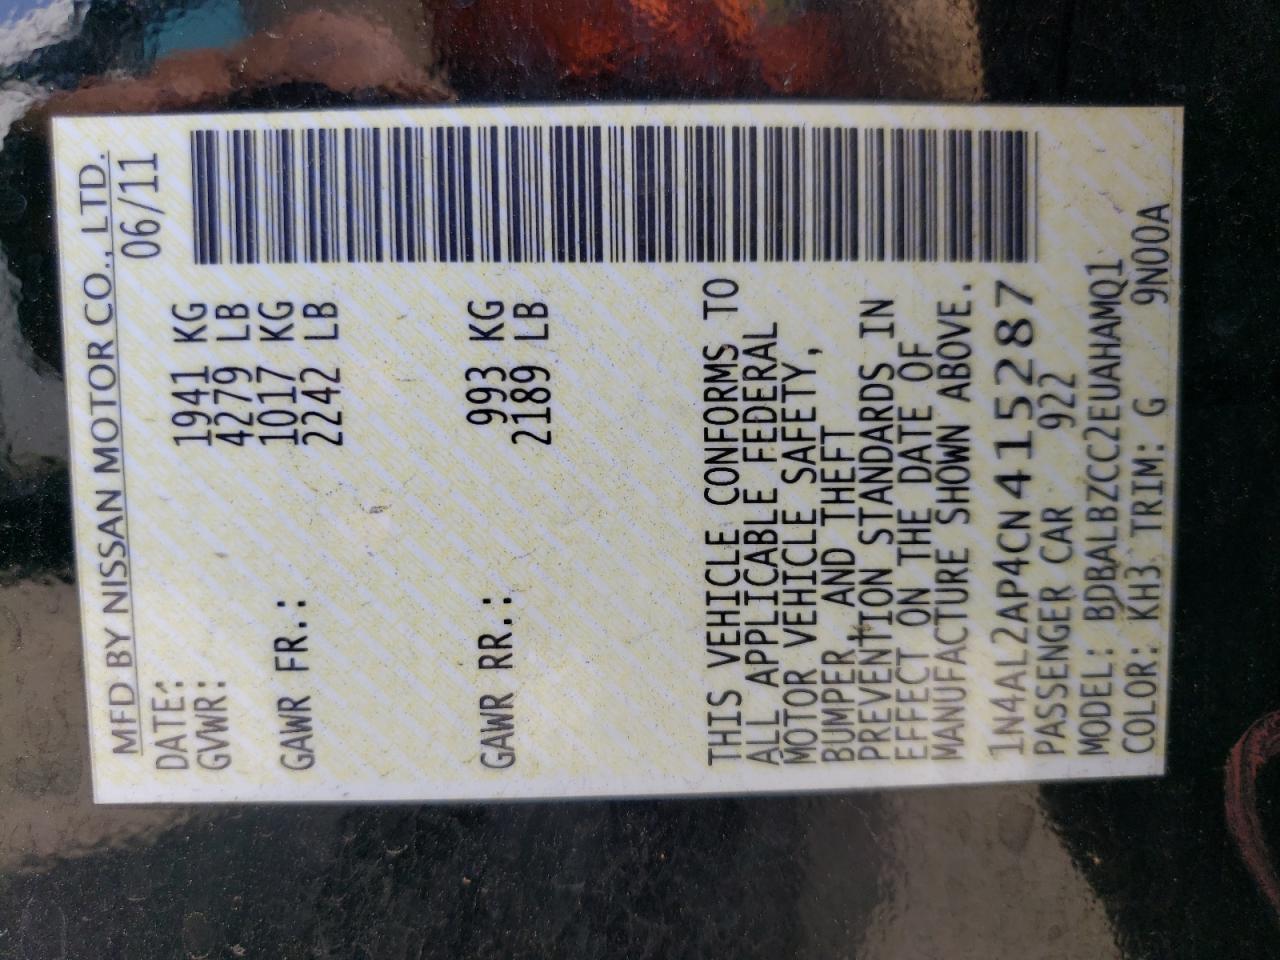 MFD BY NISSAN MOTOR CO., LTD.
DATE: 06/11
GVWR: 1941 KG
4279 LB
GAWR FR.: 1017 KG
2242 LB
GAWR RR.: 993 KG
2189 LB
THIS VEHICLE CONFORMS TO
ALL APPLICABLE FEDERAL
MOTOR VEHICLE SAFETY,
BUMPER AND THEFT
PREVENTION STANDARDS IN
EFFECT ON THE DATE OF
MANUFACTURE SHOWN ABOVE.
1N4AL2AP4CN415287
PASSENGER CAR 922
MODEL: BDBALBZCC2EUAHAMQ1
COLOR: KH3 TRIM: G 9N00A